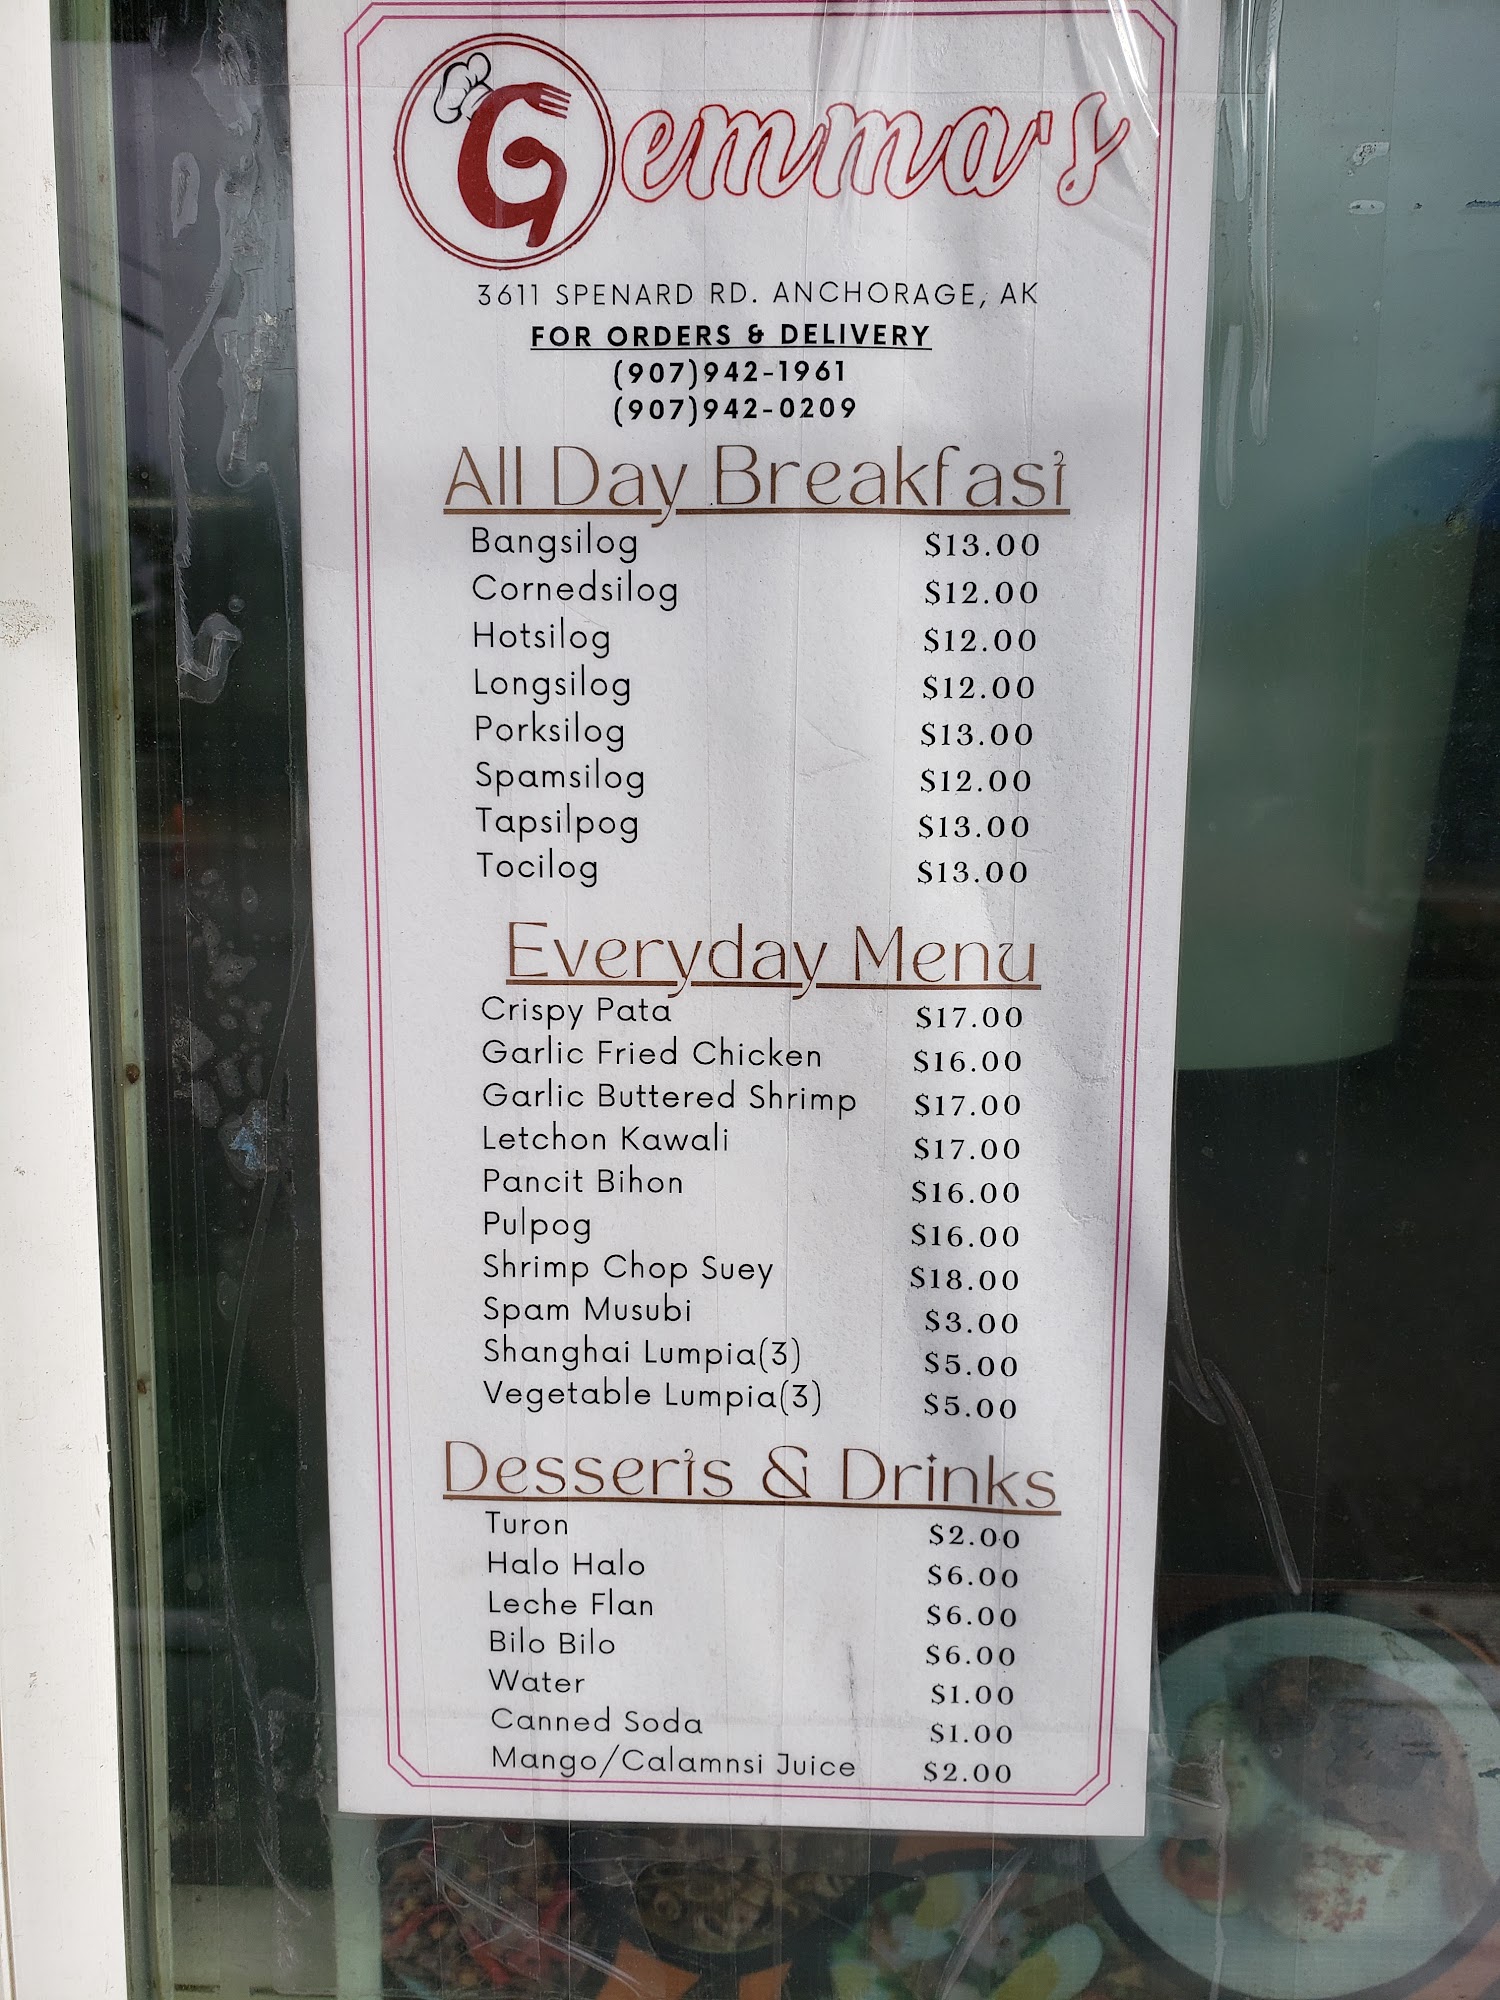 Gemma's
3611 SPENARD RD. ANCHORAGE, AK
FOR ORDERS & DELIVERY
(907)942-1961
(907)942-0209
All Day Breakfast
Bangsilog $13.00
Cornedsilog $12.00
Hotsilog $12.00
Longsilog $12.00
Porksilog $13.00
Spamsilog $12.00
Tapsilpog $13.00
Tocilog $13.00
Everyday Menu
Crispy Pata $17.00
Garlic Fried Chicken $16.00
Garlic Buttered Shrimp $17.00
Letchon Kawali $17.00
Pancit Bihon $16.00
Pulpog $16.00
Shrimp Chop Suey $18.00
Spam Musubi $3.00
Shanghai Lumpia(3) $5.00
Vegetable Lumpia(3) $5.00
Desserts & Drinks
Turon $2.00
Halo Halo $6.00
Leche Flan $6.00
Bilo Bilo $6.00
Water $1.00
Canned Soda $1.00
Mango/Calamnsi Juice $2.00